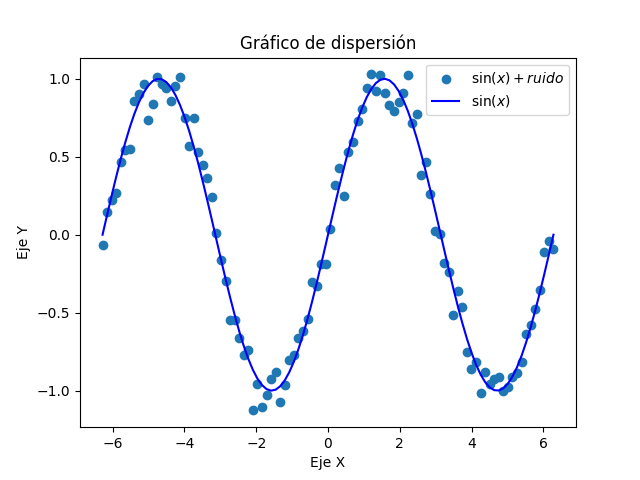 Gráfico de dispersión
sin(x) + ruido
sin(x)
1.0
0.5
0.0
−0.5
−1.0
Eje Y
−6 −4 −2 0 2 4 6
Eje X